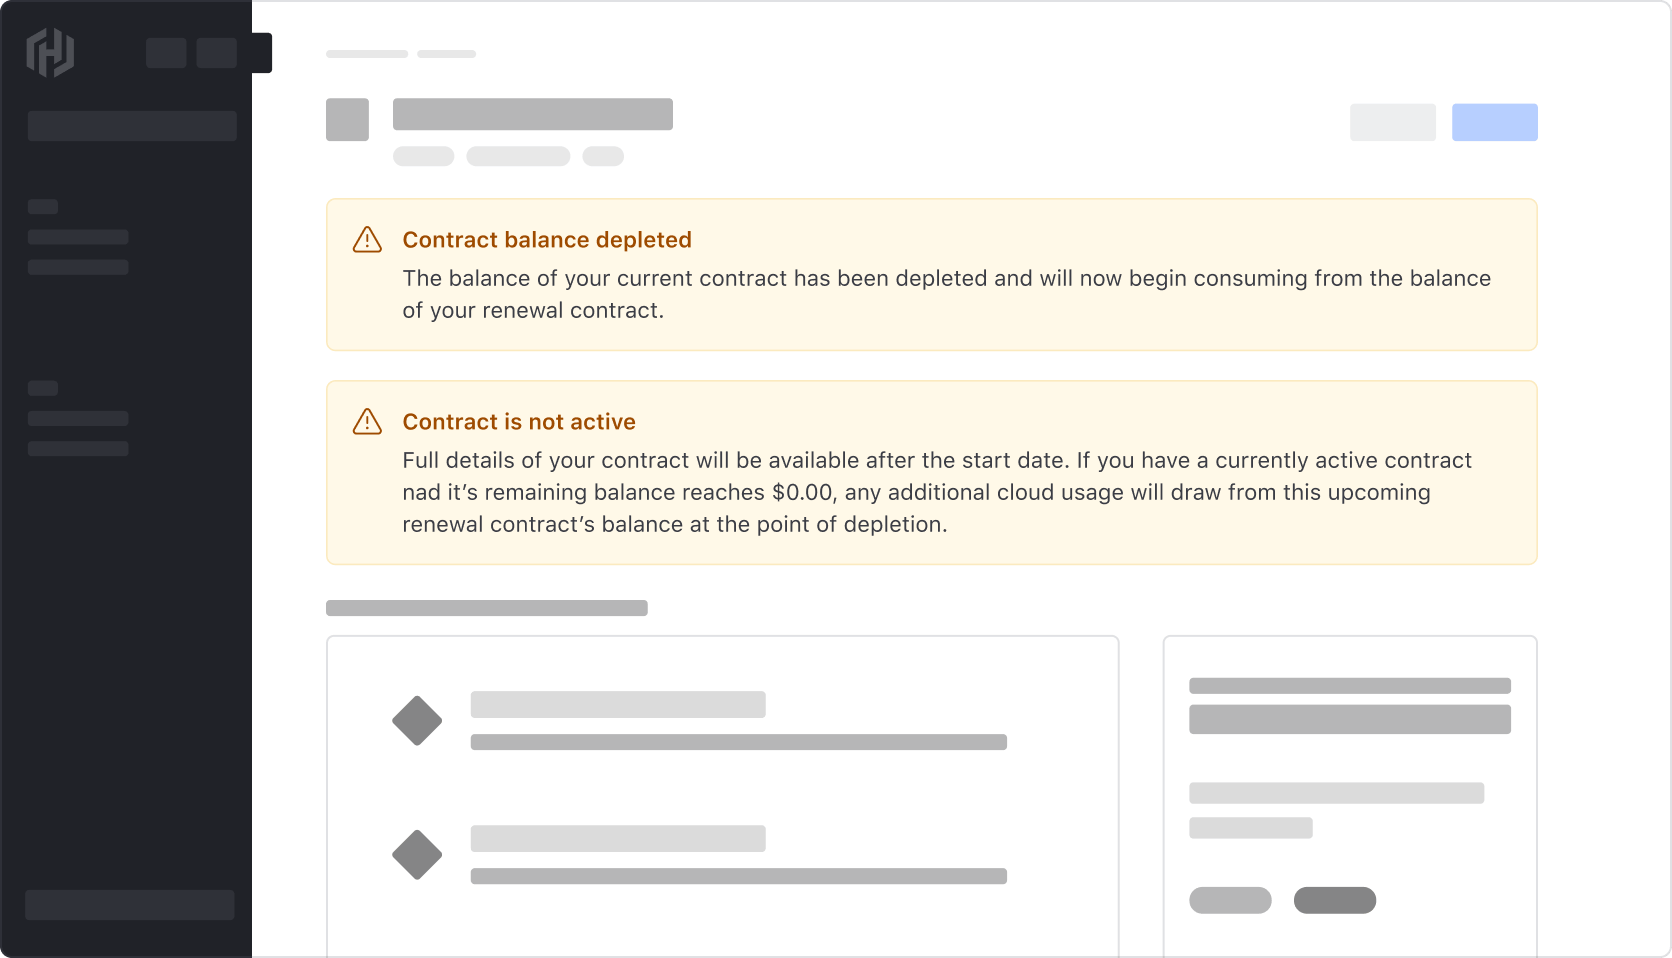 Contract balance depleted
The balance of your current contract has been depleted and will now begin consuming from the balance
of your renewal contract.
Contract is not active
Full details of your contract will be available after the start date. If you have a currently active contract
nad it’s remaining balance reaches $0.00, any additional cloud usage will draw from this upcoming
renewal contract’s balance at the point of depletion.